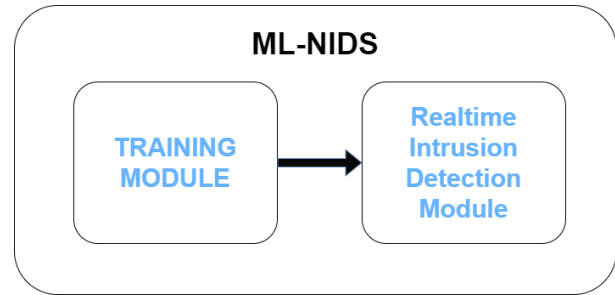 ML-NIDS
TRAINING
MODULE
Realtime
Intrusion
Detection
Module